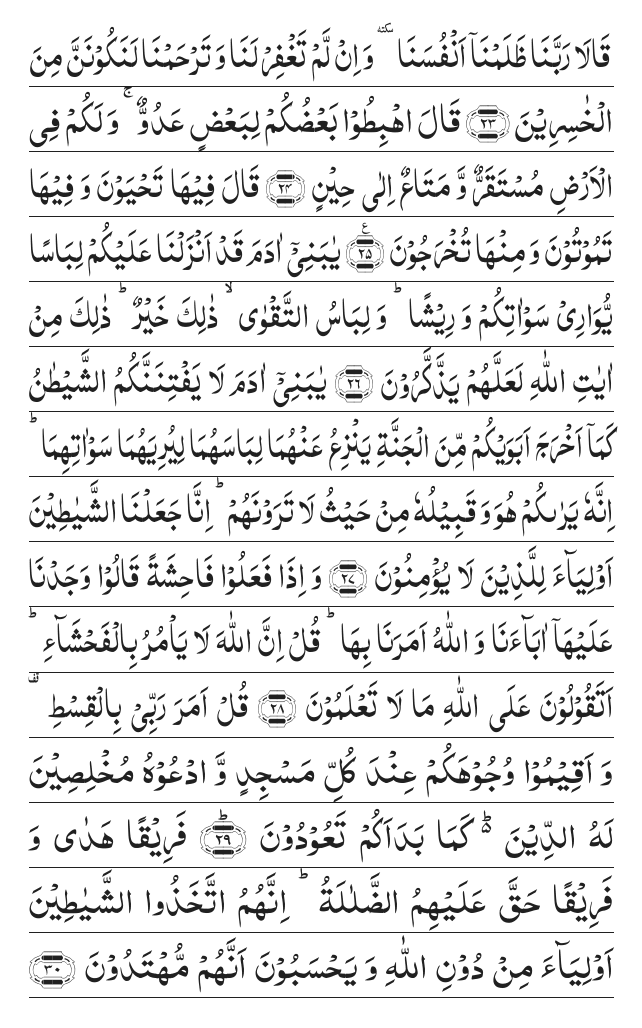 قَالَا رَبَّنَا ظَلَمْنَاۤ اَنْفُسَنَا ٚ وَاِنْ لَّمْ تَغْفِرْ لَنَا وَ تَرْحَمْنَا لَنَكُوْنَنَّ مِنَ
الْخٰسِرِیْنَ ﴿۲۳﴾ قَالَ اهْبِطُوْا بَعْضُكُمْ لِبَعْضٍ عَدُوٌّ ۚ وَ لَكُمْ فِی
الْاَرْضِ مُسْتَقَرٌّ وَّ مَتَاعٌ اِلٰی حِیْنٍ ﴿۲۴﴾ قَالَ فِیْهَا تَحْیَوْنَ وَ فِیْهَا
تَمُوْتُوْنَ وَ مِنْهَا تُخْرَجُوْنَ ﴿۲۵﴾ ع یٰبَنِیْۤ اٰدَمَ قَدْ اَنْزَلْنَا عَلَیْكُمْ لِبَاسًا
یُّوَارِیْ سَوْاٰتِكُمْ وَ رِیْشًا ؕ وَ لِبَاسُ التَّقْوٰی ۙ ذٰلِكَ خَیْرٌ ؕ ذٰلِكَ مِنْ
اٰیٰتِ اللّٰهِ لَعَلَّهُمْ یَذَّكَّرُوْنَ ﴿۲۶﴾ یٰبَنِیْۤ اٰدَمَ لَا یَفْتِنَنَّكُمُ الشَّیْطٰنُ
كَمَاۤ اَخْرَجَ اَبَوَیْكُمْ مِّنَ الْجَنَّةِ یَنْزِعُ عَنْهُمَا لِبَاسَهُمَا لِیُرِیَهُمَا سَوْاٰتِهِمَا ؕ
اِنَّهٗ یَرٰىكُمْ هُوَ وَ قَبِیْلُهٗ مِنْ حَیْثُ لَا تَرَوْنَهُمْ ؕ اِنَّا جَعَلْنَا الشَّیٰطِیْنَ
اَوْلِیَآءَ لِلَّذِیْنَ لَا یُؤْمِنُوْنَ ﴿۲۷﴾ وَ اِذَا فَعَلُوْا فَاحِشَةً قَالُوْا وَجَدْنَا
عَلَیْهَاۤ اٰبَآءَنَا وَ اللّٰهُ اَمَرَنَا بِهَا ؕ قُلْ اِنَّ اللّٰهَ لَا یَاْمُرُ بِالْفَحْشَآءِ ؕ
اَتَقُوْلُوْنَ عَلَی اللّٰهِ مَا لَا تَعْلَمُوْنَ ﴿۲۸﴾ قُلْ اَمَرَ رَبِّیْ بِالْقِسْطِ ۟
وَ اَقِیْمُوْا وُجُوْهَكُمْ عِنْدَ كُلِّ مَسْجِدٍ وَّ ادْعُوْهُ مُخْلِصِیْنَ
لَهُ الدِّیْنَ ؕ۬ كَمَا بَدَاَكُمْ تَعُوْدُوْنَ ﴿ؕ۲۹﴾ فَرِیْقًا هَدٰی وَ
فَرِیْقًا حَقَّ عَلَیْهِمُ الضَّلٰلَةُ ؕ اِنَّهُمُ اتَّخَذُوا الشَّیٰطِیْنَ
اَوْلِیَآءَ مِنْ دُوْنِ اللّٰهِ وَ یَحْسَبُوْنَ اَنَّهُمْ مُّهْتَدُوْنَ ﴿۳۰﴾